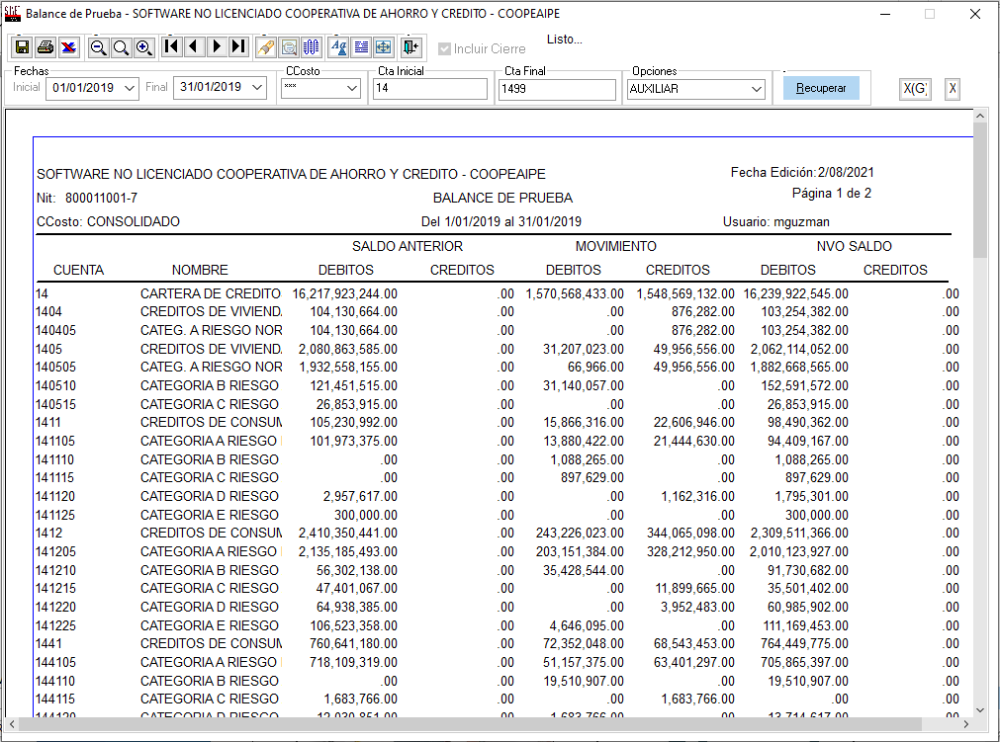 Balance de Prueba - SOFTWARE NO LICENCIADO COOPERATIVA DE AHORRO Y CREDITO - COOPEAIPE
Incluir Cierre Listo...
Fechas CCosto Cta Inicial Cta Final Opciones
Inicial 01/01/2019 Final 31/01/2019 *** 14 1499 AUXILIAR Recuperar X(G) X
SOFTWARE NO LICENCIADO COOPERATIVA DE AHORRO Y CREDITO - COOPEAIPE Fecha Edición: 2/08/2021
Página 1 de 2
Nit: 800011001-7 BALANCE DE PRUEBA
CCosto: CONSOLIDADO Del 1/01/2019 al 31/01/2019 Usuario: mguzman
SALDO ANTERIOR MOVIMIENTO NVO SALDO
CUENTA NOMBRE DEBITOS CREDITOS DEBITOS CREDITOS DEBITOS CREDITOS
14 CARTERA DE CREDITO 16,217,923,244.00 .00 1,570,568,433.00 1,548,569,132.00 16,239,922,545.00 .00
1404 CREDITOS DE VIVIEND. 104,130,664.00 .00 .00 876,282.00 103,254,382.00 .00
140405 CATEG. A RIESGO NOR 104,130,664.00 .00 .00 876,282.00 103,254,382.00 .00
1405 CREDITOS DE VIVIEND. 2,080,863,585.00 .00 31,207,023.00 49,956,556.00 2,062,114,052.00 .00
140505 CATEG. A RIESGO NOR 1,932,558,155.00 .00 66,966.00 49,956,556.00 1,882,668,565.00 .00
140510 CATEGORIA B RIESGO 121,451,515.00 .00 31,140,057.00 .00 152,591,572.00 .00
140515 CATEGORIA C RIESGO 26,853,915.00 .00 .00 .00 26,853,915.00 .00
1411 CREDITOS DE CONSUM 105,230,992.00 .00 15,866,316.00 22,606,946.00 98,490,362.00 .00
141105 CATEGORIA A RIESGO 101,973,375.00 .00 13,880,422.00 21,444,630.00 94,409,167.00 .00
141110 CATEGORIA B RIESGO .00 .00 1,088,265.00 .00 1,088,265.00 .00
141115 CATEGORIA C RIESGO .00 .00 897,629.00 .00 897,629.00 .00
141120 CATEGORIA D RIESGO 2,957,617.00 .00 .00 1,162,316.00 1,795,301.00 .00
141125 CATEGORIA E RIESGO 300,000.00 .00 .00 .00 300,000.00 .00
1412 CREDITOS DE CONSUM 2,410,350,441.00 .00 243,226,023.00 344,065,098.00 2,309,511,366.00 .00
141205 CATEGORIA A RIESGO 2,135,185,493.00 .00 203,151,384.00 328,212,950.00 2,010,123,927.00 .00
141210 CATEGORIA B RIESGO 56,302,138.00 .00 35,428,544.00 .00 91,730,682.00 .00
141215 CATEGORIA C RIESGO 47,401,067.00 .00 .00 11,899,665.00 35,501,402.00 .00
141220 CATEGORIA D RIESGO 64,938,385.00 .00 .00 3,952,483.00 60,985,902.00 .00
141225 CATEGORIA E RIESGO 106,523,358.00 .00 4,646,095.00 .00 111,169,453.00 .00
1441 CREDITOS DE CONSUM 760,641,180.00 .00 72,352,048.00 68,543,453.00 764,449,775.00 .00
144105 CATEGORIA A RIESGO 718,109,319.00 .00 51,157,375.00 63,401,297.00 705,865,397.00 .00
144110 CATEGORIA B RIESGO .00 .00 19,510,907.00 .00 19,510,907.00 .00
144115 CATEGORIA C RIESGO 1,683,766.00 .00 .00 1,683,766.00 .00 .00
144120 CATEGORIA D RIESGO 12,030,851.00 .00 1,683,766.00 .00 13,714,617.00 .00